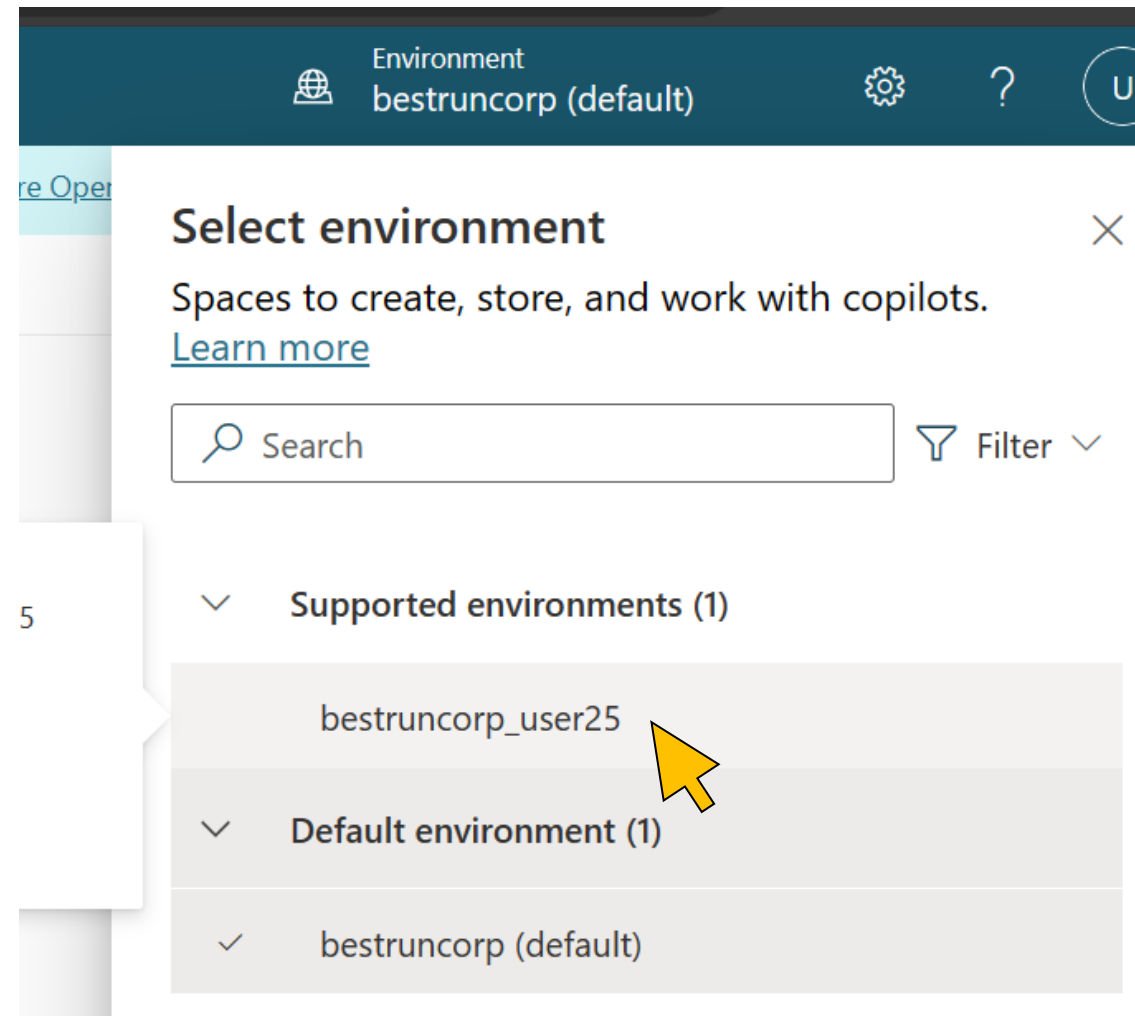 Environment
bestruncorp (default)
?
U
re Oper
Select environment
Spaces to create, store, and work with copilots.
Learn more
Search
Filter
5
Supported environments (1)
bestruncorp_user25
Default environment (1)
bestruncorp (default)